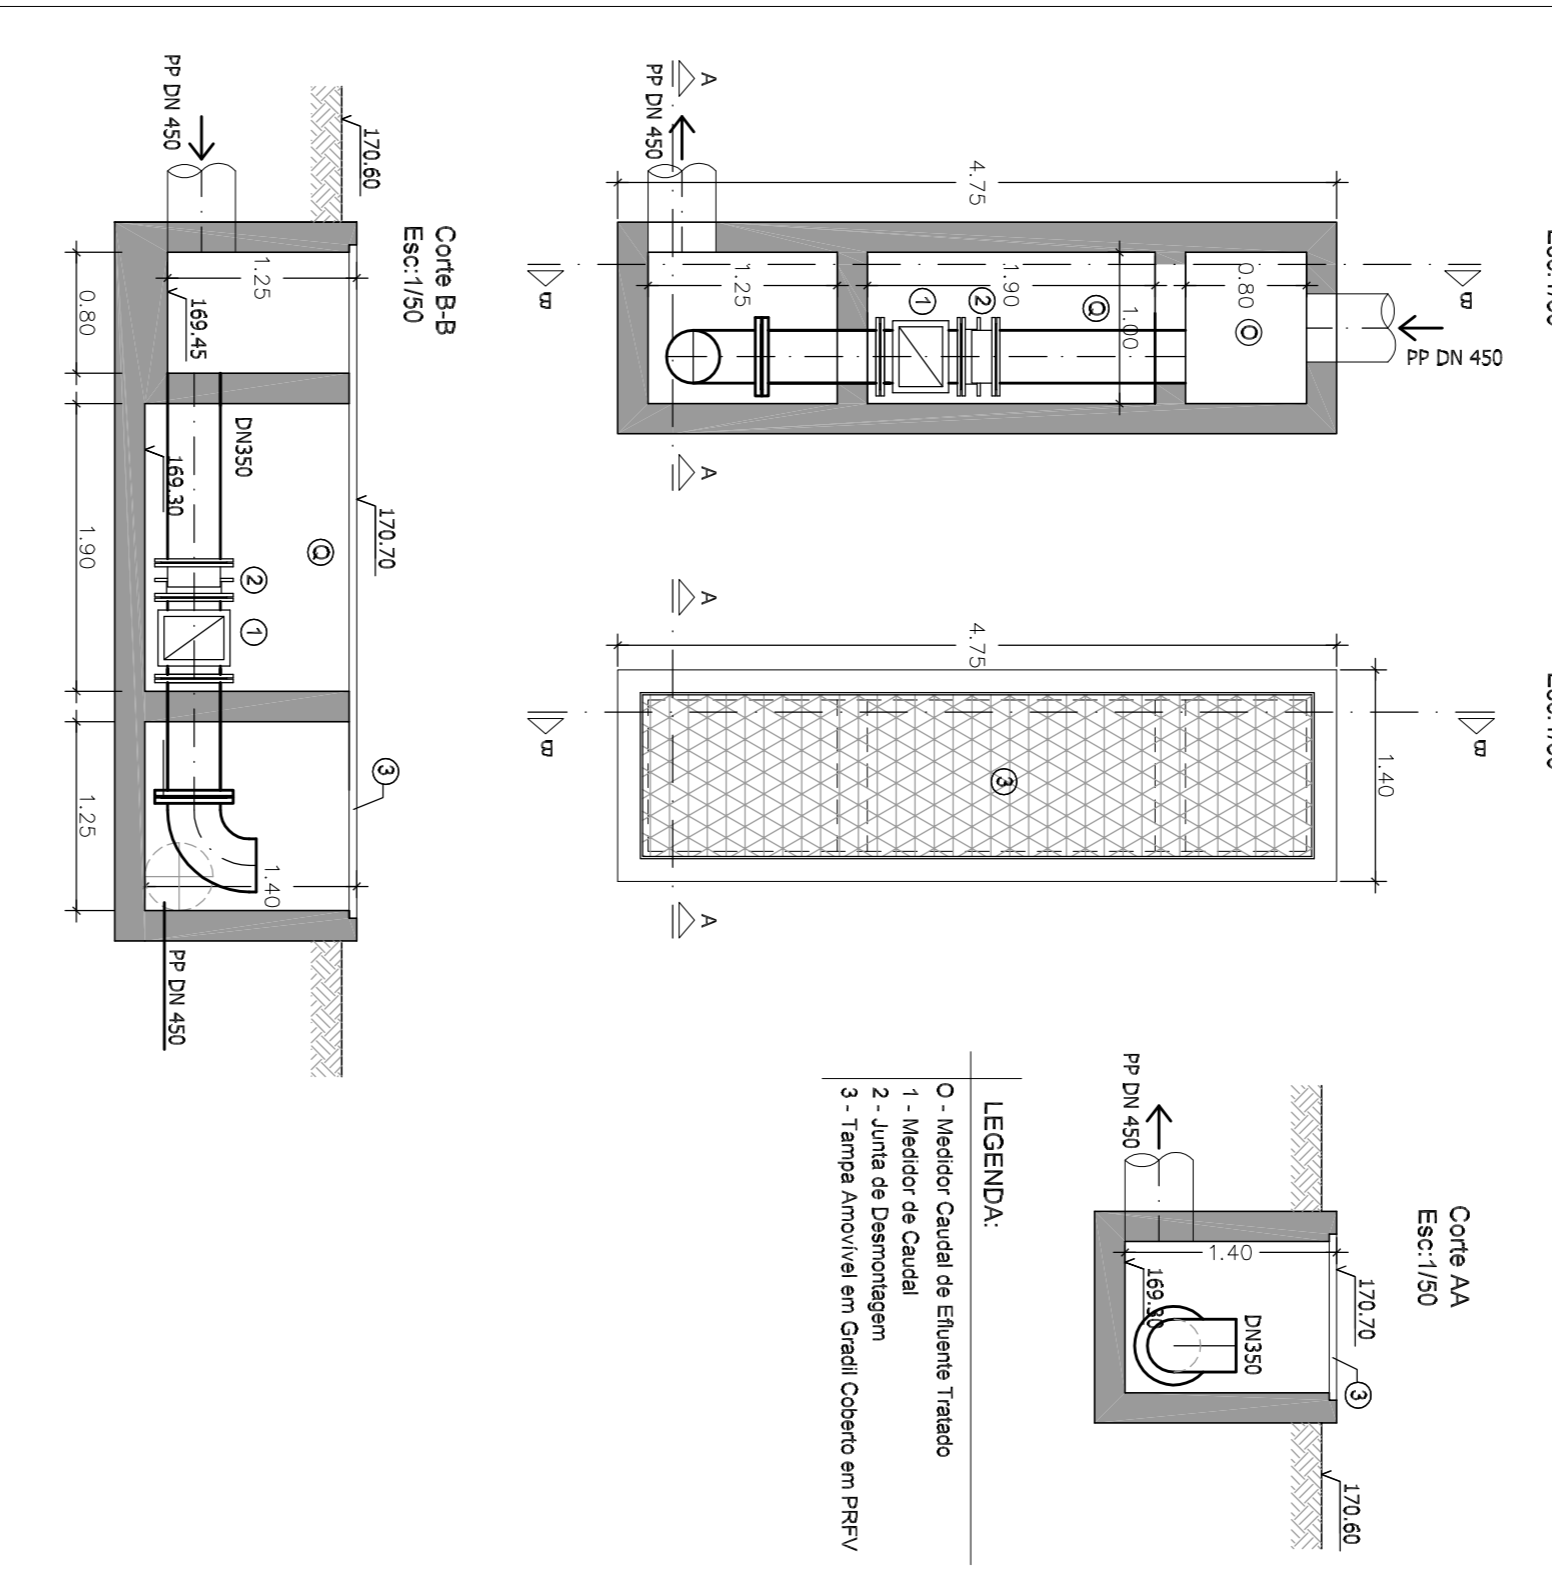 Corte B-B
Esc:1/50
PP DN 450
170.60
1.25
169.45
0.80
DN350
169.30
170.70
Q
1.90
2
1
3
1.25
1.40
PP DN 450
A
PP DN 450
4.75
B
B
1.25
1.90
0.80
1
2
Q
1.00
O
PP DN 450
A
A
4.75
B
B
1.40
3
A
LEGENDA:
O - Medidor Caudal de Efluente Tratado
1 - Medidor de Caudal
2 - Junta de Desmontagem
3 - Tampa Amovível em Gradil Coberto em PRFV
Corte AA
Esc:1/50
PP DN 450
1.40
169.30
170.70
DN350
3
170.60